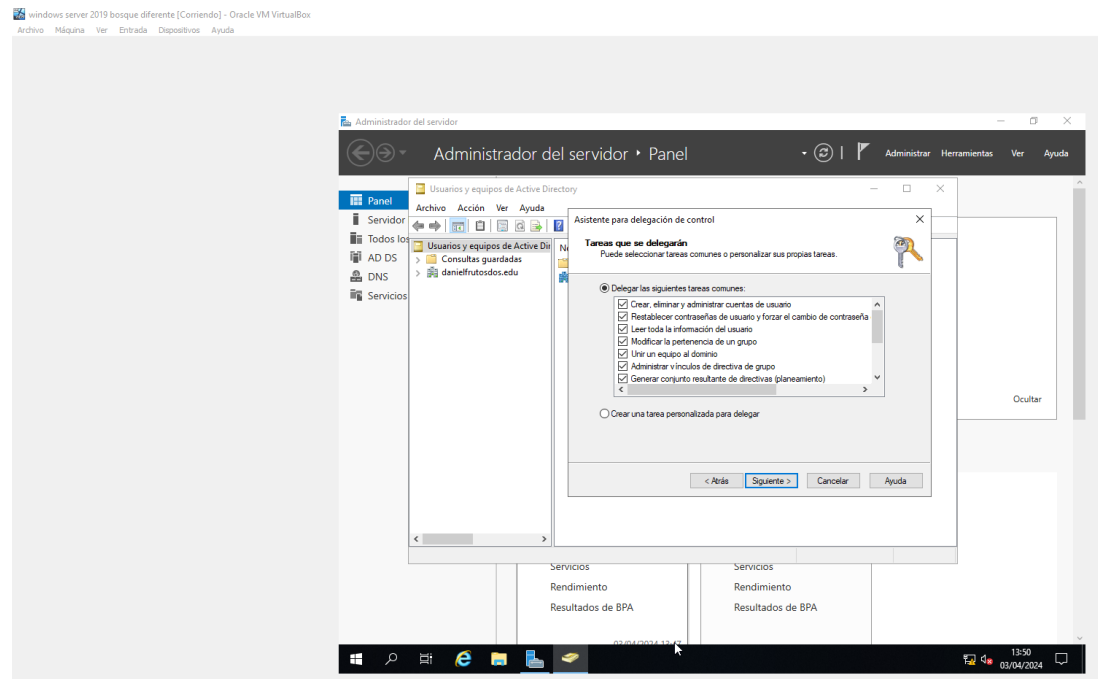 windows server 2019 bosque diferente [Corriendo] - Oracle VM VirtualBox
Archivo Máquina Ver Entrada Dispositivos Ayuda
Administrador del servidor
Administrador del servidor Panel
Administrar Herramientas Ver Ayuda
Panel
Servidor
Todos los
AD DS
DNS
Servicios
Usuarios y equipos de Active Directory
Archivo Acción Ver Ayuda
Usuarios y equipos de Active Dir
Consultas guardadas
danielfrutosdos.edu
Asistente para delegación de control
Tareas que se delegarán
Puede seleccionar tareas comunes o personalizar sus propias tareas.
Delegar las siguientes tareas comunes:
Crear, eliminar y administrar cuentas de usuario
Restablecer contraseñas de usuario y forzar el cambio de contraseña
Leer toda la información del usuario
Modificar la pertenencia de un grupo
Unir un equipo al dominio
Administrar vínculos de directiva de grupo
Generar conjunto resultante de directivas (planeamiento)
Crear una tarea personalizada para delegar
< Atrás Siguiente > Cancelar Ayuda
Ocultar
Servicios Servicios
Rendimiento Rendimiento
Resultados de BPA Resultados de BPA
13:50
03/04/2024